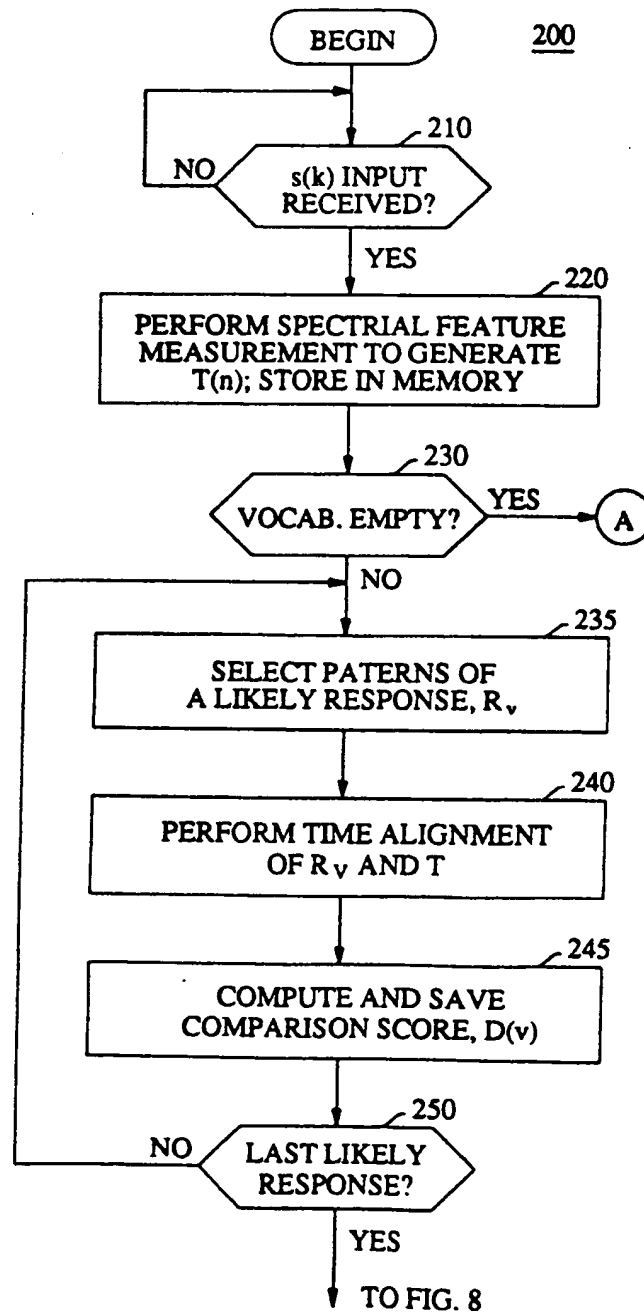 BEGIN
200
210
NO
s(k) INPUT
RECEIVED?
YES
220
PERFORM SPECTRIAL FEATURE
MEASUREMENT TO GENERATE
T(n); STORE IN MEMORY
230
VOCAB. EMPTY?
YES
A
NO
235
SELECT PATERNS OF
A LIKELY RESPONSE, Rv
240
PERFORM TIME ALIGNMENT
OF RV AND T
245
COMPUTE AND SAVE
COMPARISON SCORE, D(v)
250
NO
LAST LIKELY
RESPONSE?
YES
TO FIG. 8